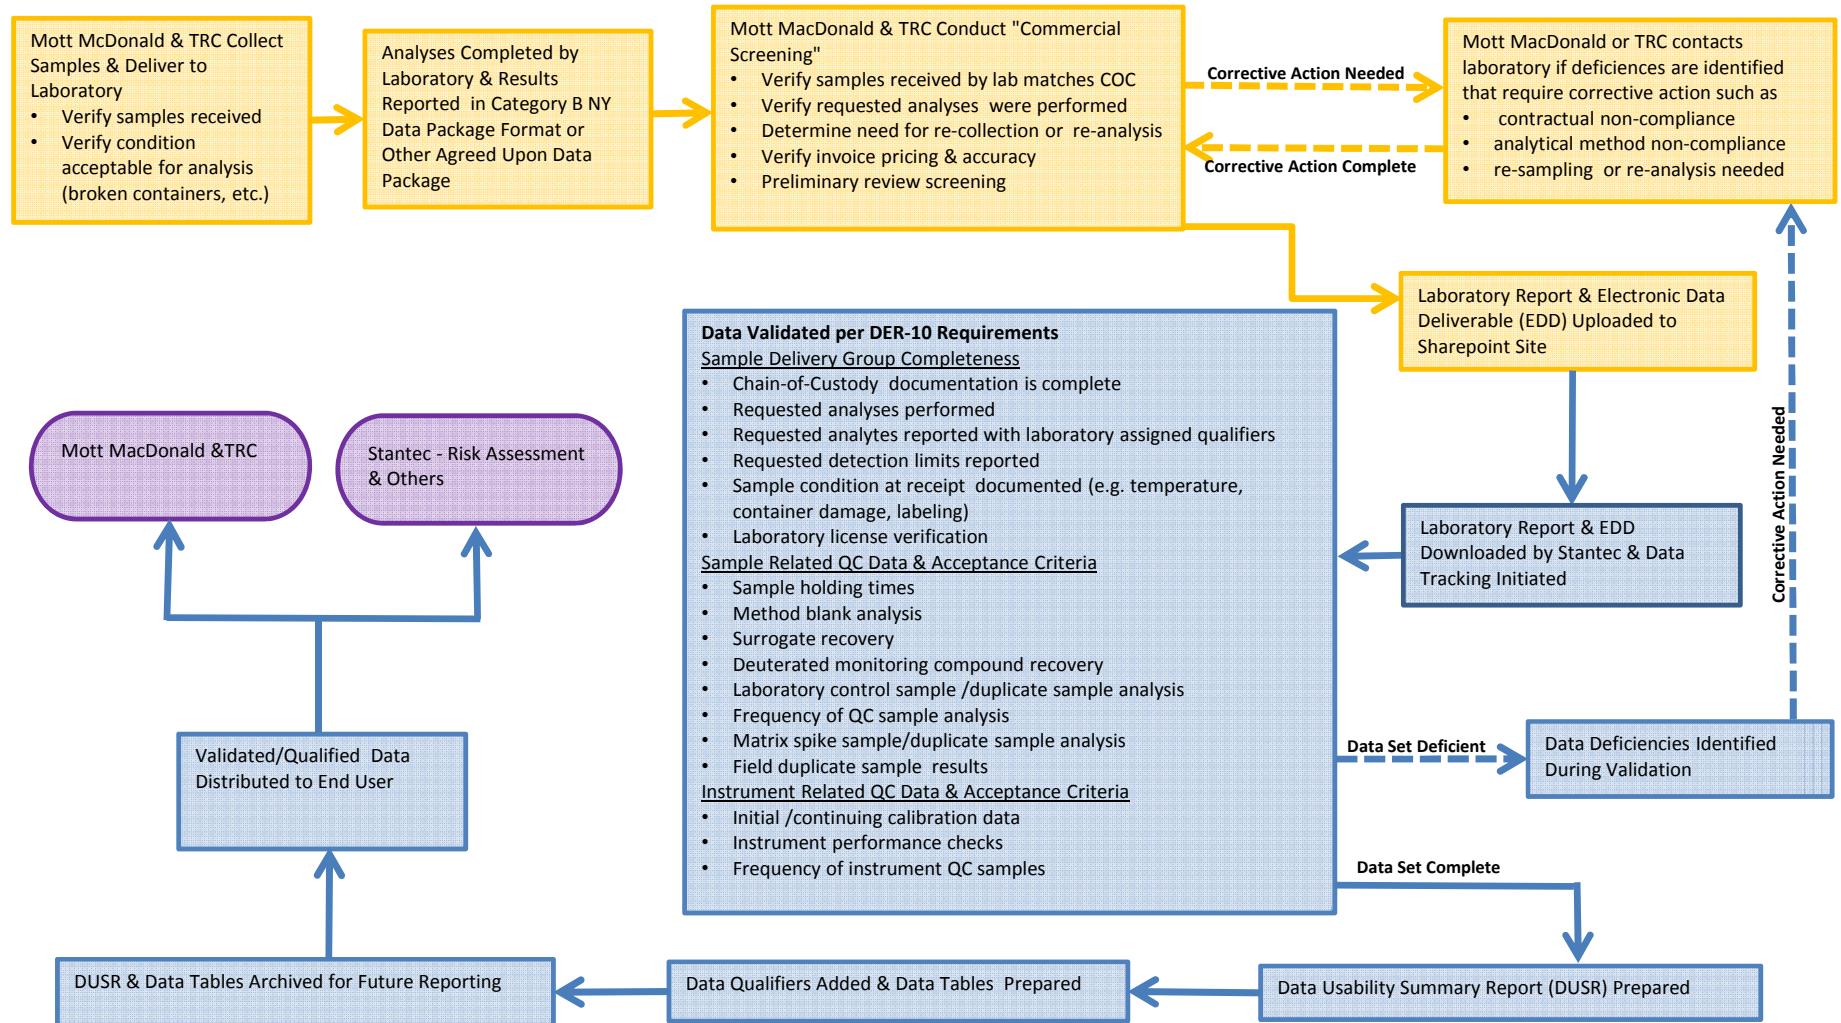 Mott McDonald & TRC Collect
Samples & Deliver to
Laboratory
• Verify samples received
• Verify condition
acceptable for analysis
(broken containers, etc.)
Analyses Completed by
Laboratory & Results
Reported in Category B NY
Data Package Format or
Other Agreed Upon Data
Package
Mott MacDonald & TRC Conduct "Commercial
Screening"
• Verify samples received by lab matches COC
• Verify requested analyses were performed
• Determine need for re-collection or re-analysis
• Verify invoice pricing & accuracy
• Preliminary review screening
Corrective Action Needed
Corrective Action Complete
Mott MacDonald or TRC contacts
laboratory if deficiences are identified
that require corrective action such as
• contractual non-compliance
• analytical method non-compliance
• re-sampling or re-analysis needed
Laboratory Report & Electronic Data
Deliverable (EDD) Uploaded to
Sharepoint Site
Laboratory Report & EDD
Downloaded by Stantec & Data
Tracking Initiated
Corrective Action Needed
Data Validated per DER-10 Requirements
Sample Delivery Group Completeness
• Chain-of-Custody documentation is complete
• Requested analyses performed
• Requested analytes reported with laboratory assigned qualifiers
• Requested detection limits reported
• Sample condition at receipt documented (e.g. temperature,
container damage, labeling)
• Laboratory license verification
Sample Related QC Data & Acceptance Criteria
• Sample holding times
• Method blank analysis
• Surrogate recovery
• Deuterated monitoring compound recovery
• Laboratory control sample /duplicate sample analysis
• Frequency of QC sample analysis
• Matrix spike sample/duplicate sample analysis
• Field duplicate sample results
Instrument Related QC Data & Acceptance Criteria
• Initial /continuing calibration data
• Instrument performance checks
• Frequency of instrument QC samples
Data Set Deficient
Data Deficiencies Identified
During Validation
Data Set Complete
Data Usability Summary Report (DUSR) Prepared
Data Qualifiers Added & Data Tables Prepared
DUSR & Data Tables Archived for Future Reporting
Validated/Qualified Data
Distributed to End User
Mott MacDonald &TRC
Stantec - Risk Assessment
& Others